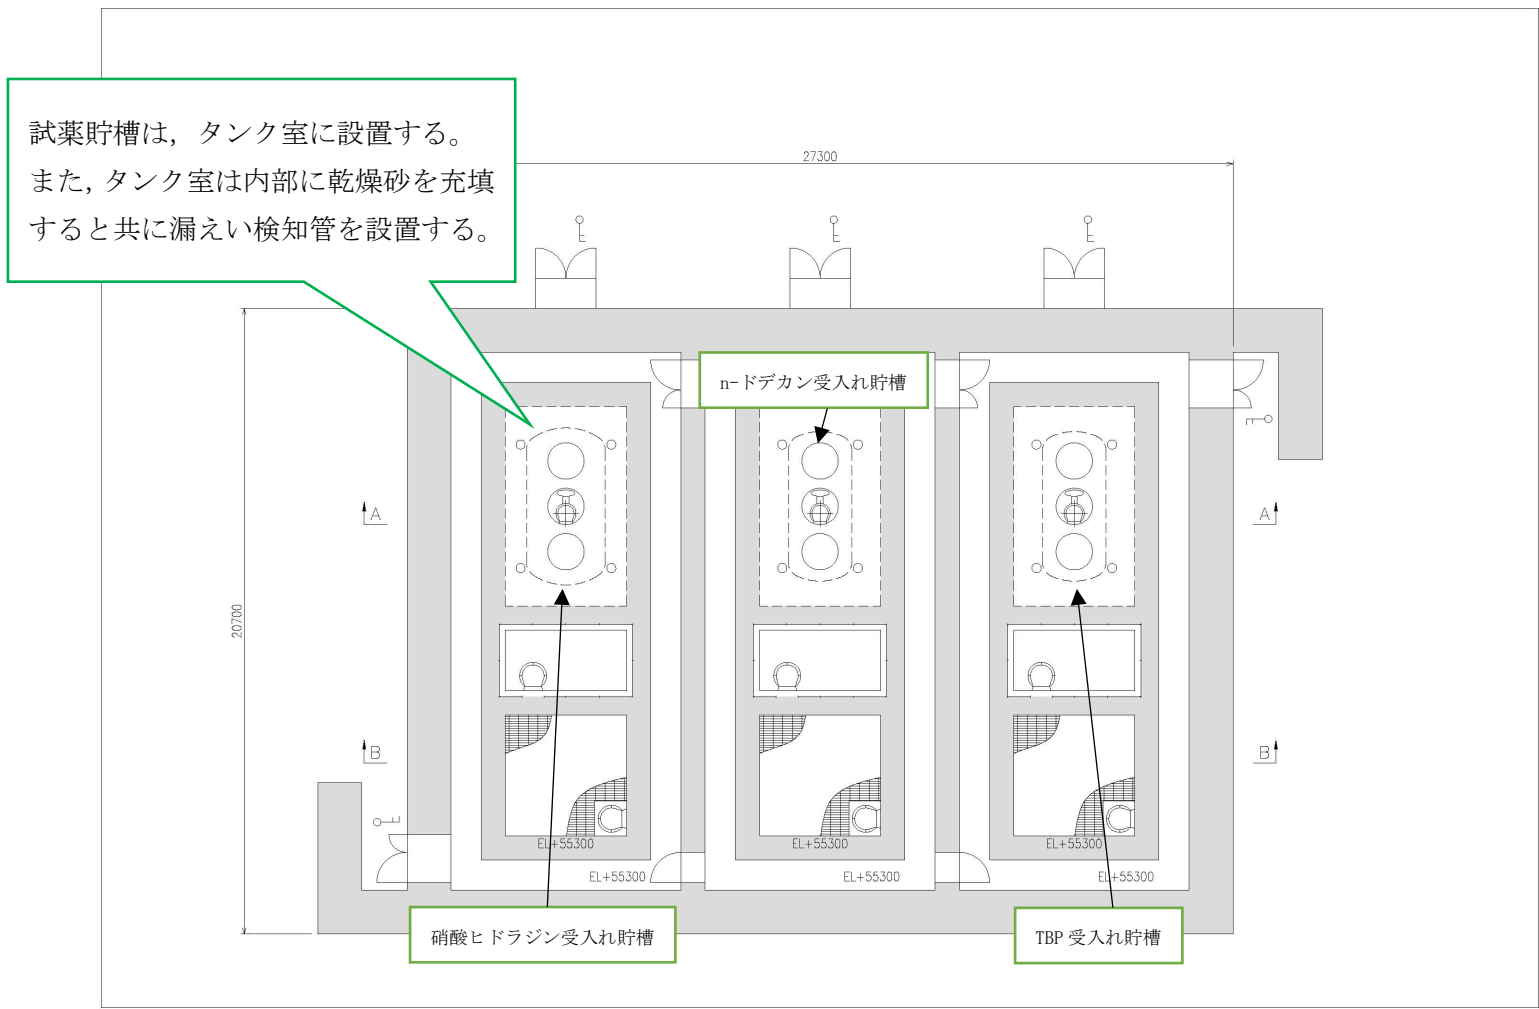 試薬貯槽は，タンク室に設置する。
また，タンク室は内部に乾燥砂を充填
すると共に漏えい検知管を設置する。
27300
n-ドデカン受入れ貯槽
A
A
20700
B
B
EL+55300
EL+55300
EL+55300
EL+55300
EL+55300
EL+55300
硝酸ヒドラジン受入れ貯槽
TBP 受入れ貯槽